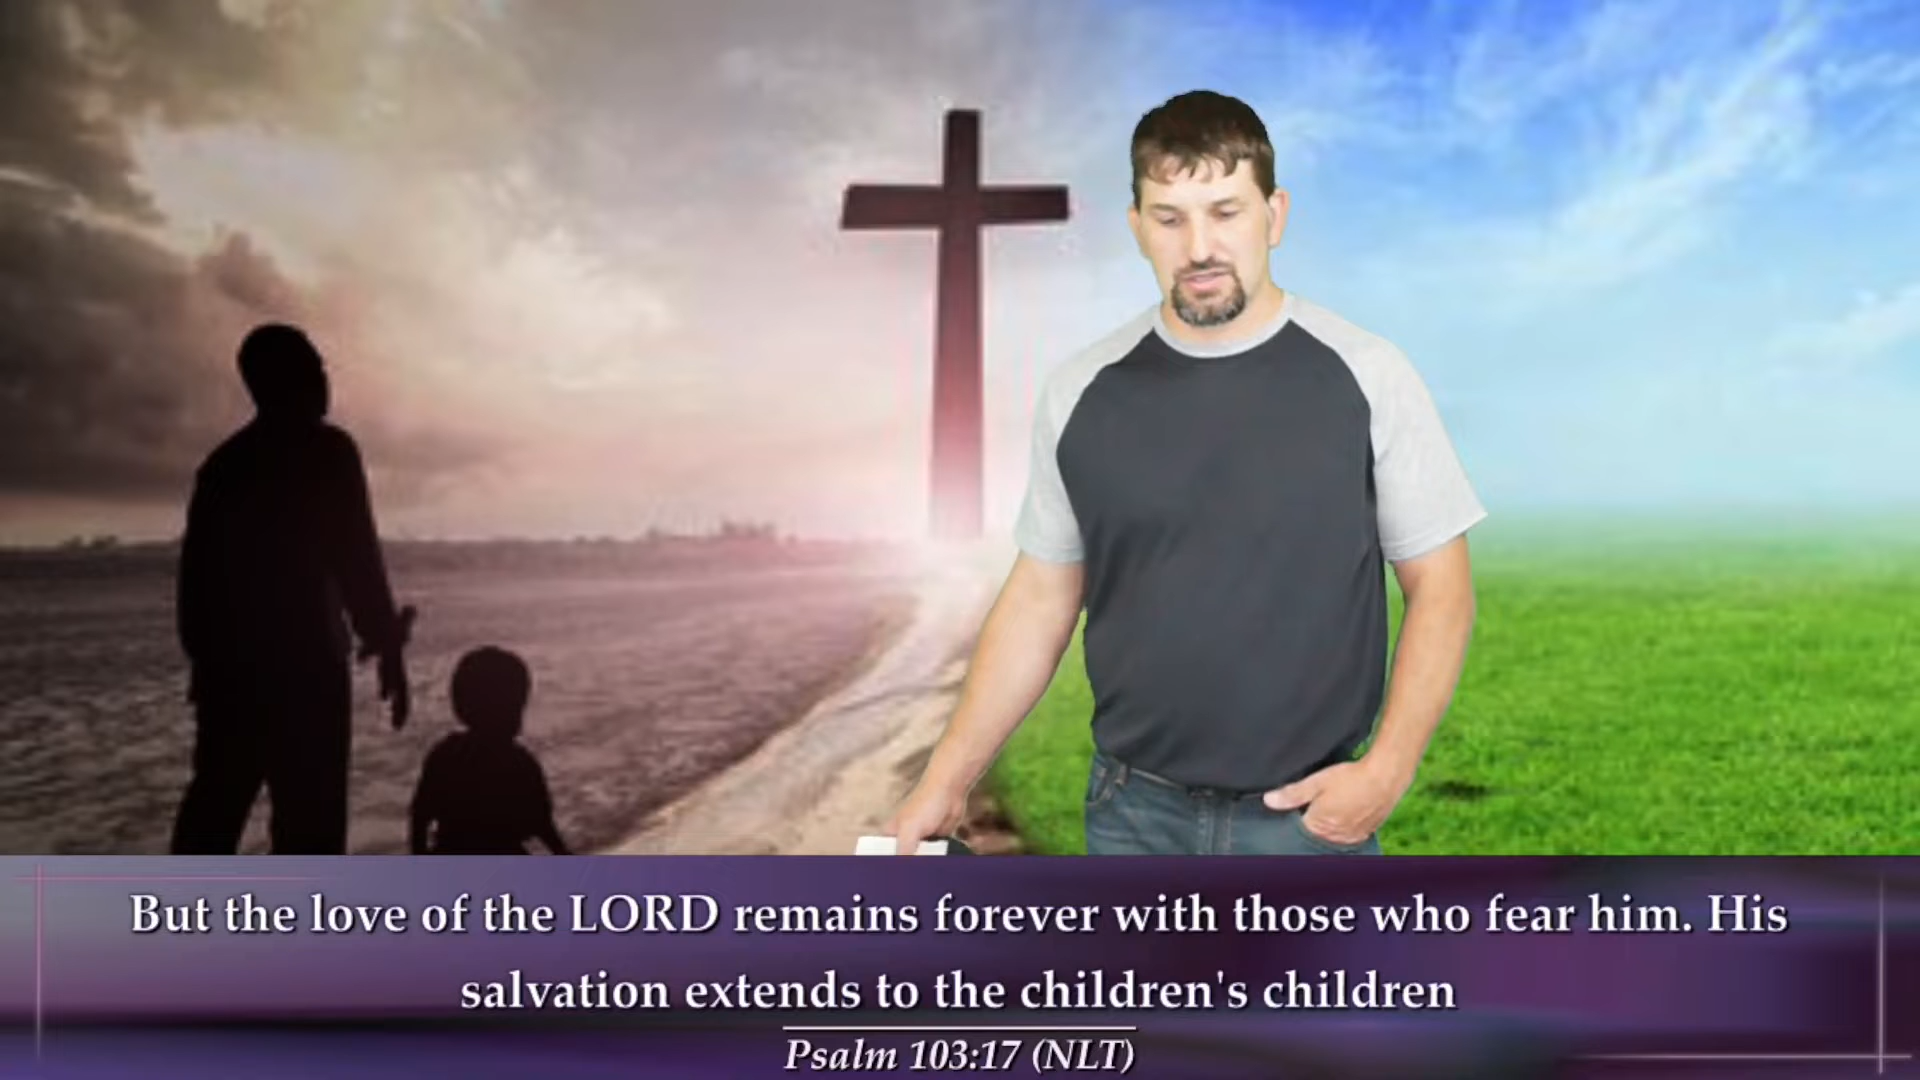 But the love of the LORD remains forever with those who fear him. His
salvation extends to the children's children
Psalm 103:17 (NLT)